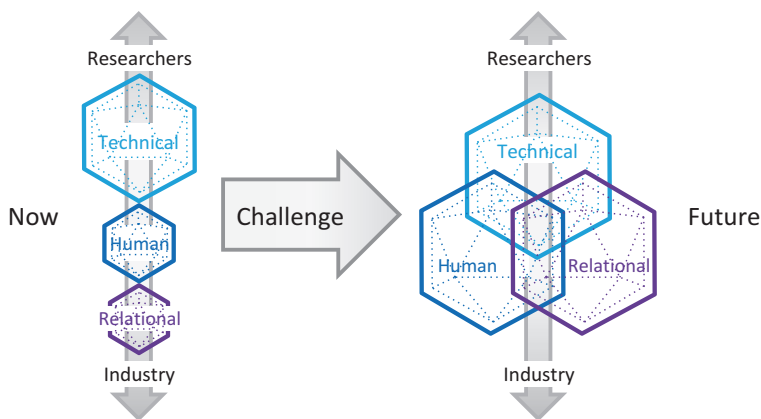 Researchers
Technical
Now
Human
Relational
Industry
Challenge
Researchers
Technical
Human
Relational
Future
Industry